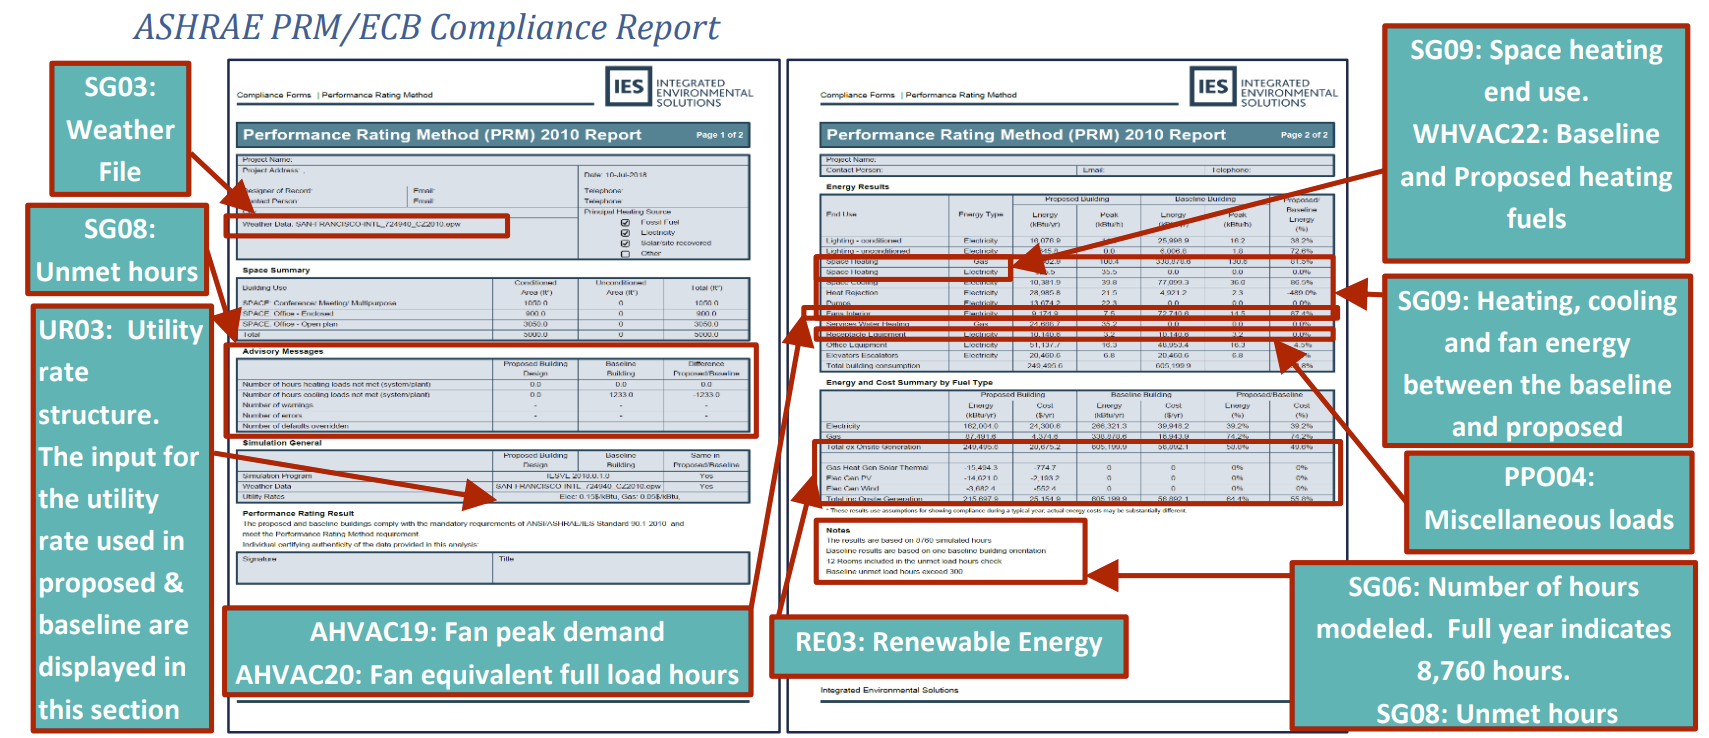 ASHRAE PRM/ECB Compliance Report
SG03:
Weather
File
SG08:
Unmet hours
UR03: Utility
rate
structure.
The input for
the utility
rate used in
proposed &
baseline are
displayed in
this section
IES INTEGRATED
ENVIRONMENTAL
SOLUTIONS
Compliance Forms | Performance Rating Method
Performance Rating Method (PRM) 2010 Report Page 1 of 2
Project Name:
Project Address: ,
Date: 10-Jul-2018
Designer of Record: Email: Telephone:
Contact Person: Email: Telephone:
Principal Heating Source
Weather Data: SAN-FRANCISCO-INTL_724940_CZ2010.epw
Fossil Fuel
Electricity
Solar/site recovered
Other
Space Summary
Building Use Conditioned Area (ft²) Unconditioned Area (ft²) Total (ft²)
SPACE: Conference/ Meeting/ Multipurpose 1050.0 0 1050.0
SPACE: Office - Enclosed 900.0 0 900.0
SPACE: Office - Open plan 3050.0 0 3050.0
Total 5000.0 0 5000.0
Advisory Messages
Proposed Building Design Baseline Building Difference Proposed/Baseline
Number of hours heating loads not met (system/plant) 0.0 0.0 0.0
Number of hours cooling loads not met (system/plant) 0.0 1233.0 -1233.0
Number of warnings - - -
Number of errors - - -
Number of defaults overridden - - -
Simulation General
Proposed Building Design Baseline Building Same in Proposed/Baseline
Simulation Program IESVE 2010.0.1.0 Yes
Weather Data SAN-FRANCISCO-INTL_724940_CZ2010.epw Yes
Utility Rates Elec: 0.15$/kBtu, Gas: 0.05$/kBtu,
Performance Rating Result
The proposed and baseline buildings comply with the mandatory requirements of ANSI/ASHRAE/IES Standard 90.1 2010 and
meet the Performance Rating Method requirement.
Individual certifying authenticity of the data provided in this analysis:
Signature Title
AHVAC19: Fan peak demand
AHVAC20: Fan equivalent full load hours
IES INTEGRATED
ENVIRONMENTAL
SOLUTIONS
Compliance Forms | Performance Rating Method
Performance Rating Method (PRM) 2010 Report Page 2 of 2
Project Name:
Contact Person: Email: Telephone:
Energy Results
Proposed Building Baseline Building
End Use Energy Type Energy (kBtu/yr) Peak (kBtu/h) Energy (kBtu/yr) Peak (kBtu/h) Proposed/ Baseline Energy (%)
Lighting - conditioned Electricity 16,076.9 25,998.9 16.2 38.2%
Lighting - unconditioned Electricity 0.0 6,006.6 1.8 72.6%
Space Heating Gas 100.4 338,878.6 130.6 81.5%
Space Heating Electricity 35.5 0.0 0.0 0.0%
Space Cooling Electricity 10,381.9 39.8 77,099.3 36.0 86.5%
Heat Rejection Electricity 28,985.8 21.5 4,921.2 2.3 -489.0%
Pumps Electricity 13,674.2 22.3 0.0 0.0 0.0%
Fans Interior Electricity 9,174.9 7.5 72,740.6 14.5 87.4%
Services Water Heating Gas 24,688.7 35.2 0.0 0.0 0.0%
Receptacle Equipment Electricity 10,140.6 3.2 10,140.6 3.2 0.0%
Office Equipment Electricity 51,137.7 16.3 48,953.4 16.3 -4.5%
Elevators Escalators Electricity 20,460.6 6.8 20,460.6 6.8
Total building consumption 249,495.6 605,199.9
Energy and Cost Summary by Fuel Type
Proposed Building Baseline Building Proposed/Baseline
Energy (kBtu/yr) Cost ($/yr) Energy (kBtu/yr) Cost ($/yr) Energy (%) Cost (%)
Electricity 162,004.0 24,300.6 266,321.3 39,948.2 39.2% 39.2%
Gas 87,491.6 4,374.6 338,878.6 16,943.9 74.2% 74.2%
Total ex Onsite Generation 249,495.6 28,675.2 605,199.9 56,892.1 58.8% 49.6%
Gas Heat Gen Solar Thermal -15,494.3 -774.7 0 0 0% 0%
Elec Gen PV -14,621.0 -2,193.2 0 0 0% 0%
Elec Gen Wind -3,682.4 -552.4 0 0 0% 0%
Total inc Onsite Generation 215,697.9 25,154.9 605,199.9 56,892.1 64.4% 55.8%
* These results use assumptions for showing compliance during a typical year; actual energy costs may be substantially different.
Notes
The results are based on 8760 simulated hours
Baseline results are based on one baseline building orientation
12 Rooms included in the unmet load hours check
Baseline unmet load hours exceed 300
RE03: Renewable Energy
Integrated Environmental Solutions
SG09: Space heating
end use.
WHVAC22: Baseline
and Proposed heating
fuels
SG09: Heating, cooling
and fan energy
between the baseline
and proposed
PPO04:
Miscellaneous loads
SG06: Number of hours
modeled. Full year indicates
8,760 hours.
SG08: Unmet hours